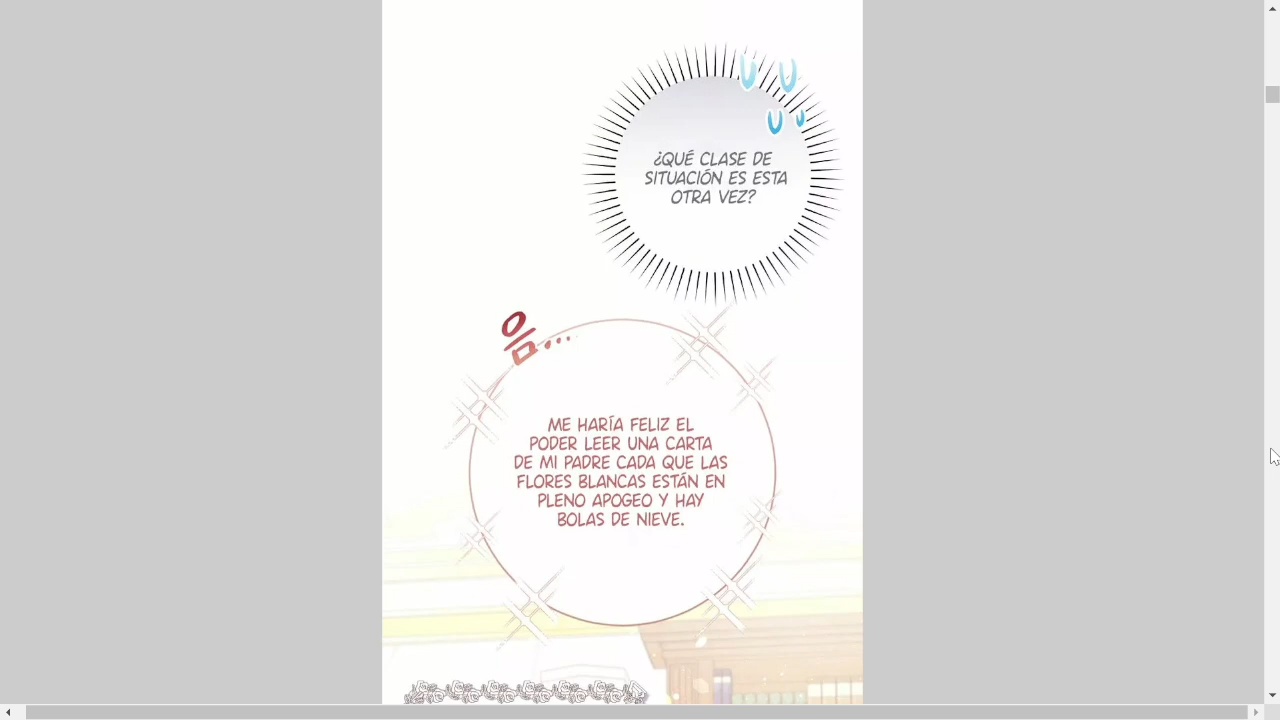 ¿QUÉ CLASE DE
SITUACIÓN ES ESTA
OTRA VEZ?
음...
ME HARÍA FELIZ EL
PODER LEER UNA CARTA
DE MI PADRE CADA QUE LAS
FLORES BLANCAS ESTÁN EN
PLENO APOGEO Y HAY
BOLAS DE NIEVE.